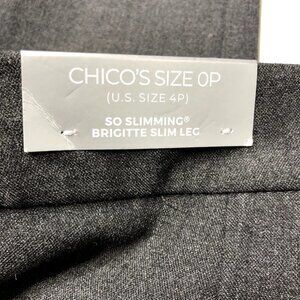 CHICO'S SIZE 0P
(U.S. SIZE 4P)
SO SLIMMING®
BRIGITTE SLIM LEG